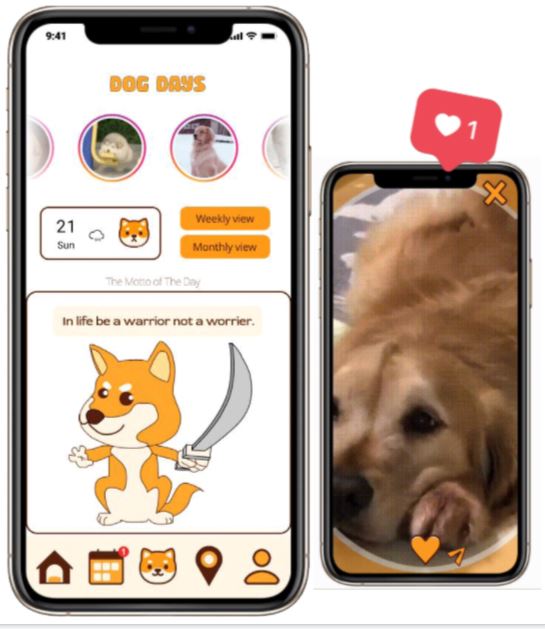 9:41
DOG DAYS
21
Sun
Weekly view
Monthly view
The Motto of The Day
In life be a warrior not a worrier.
1
1